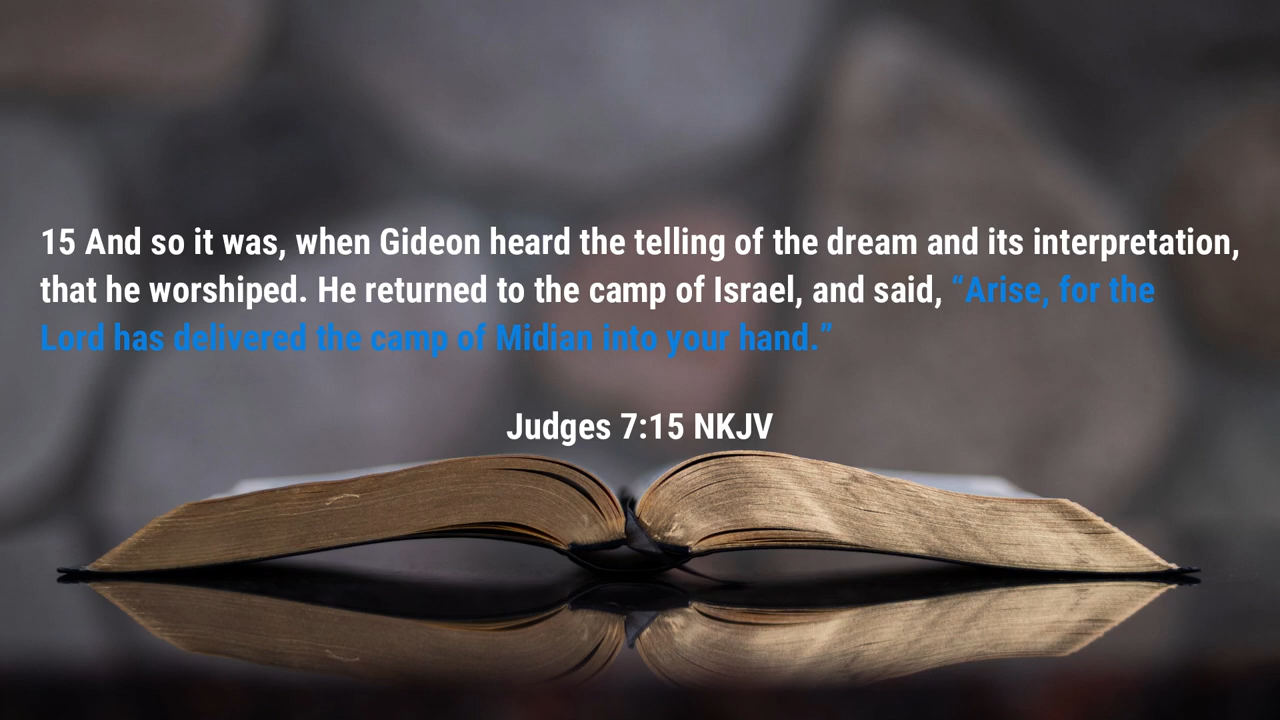 15 And so it was, when Gideon heard the telling of the dream and its interpretation,
that he worshiped. He returned to the camp of Israel, and said, “Arise, for the
Lord has delivered the camp of Midian into your hand.”
Judges 7:15 NKJV